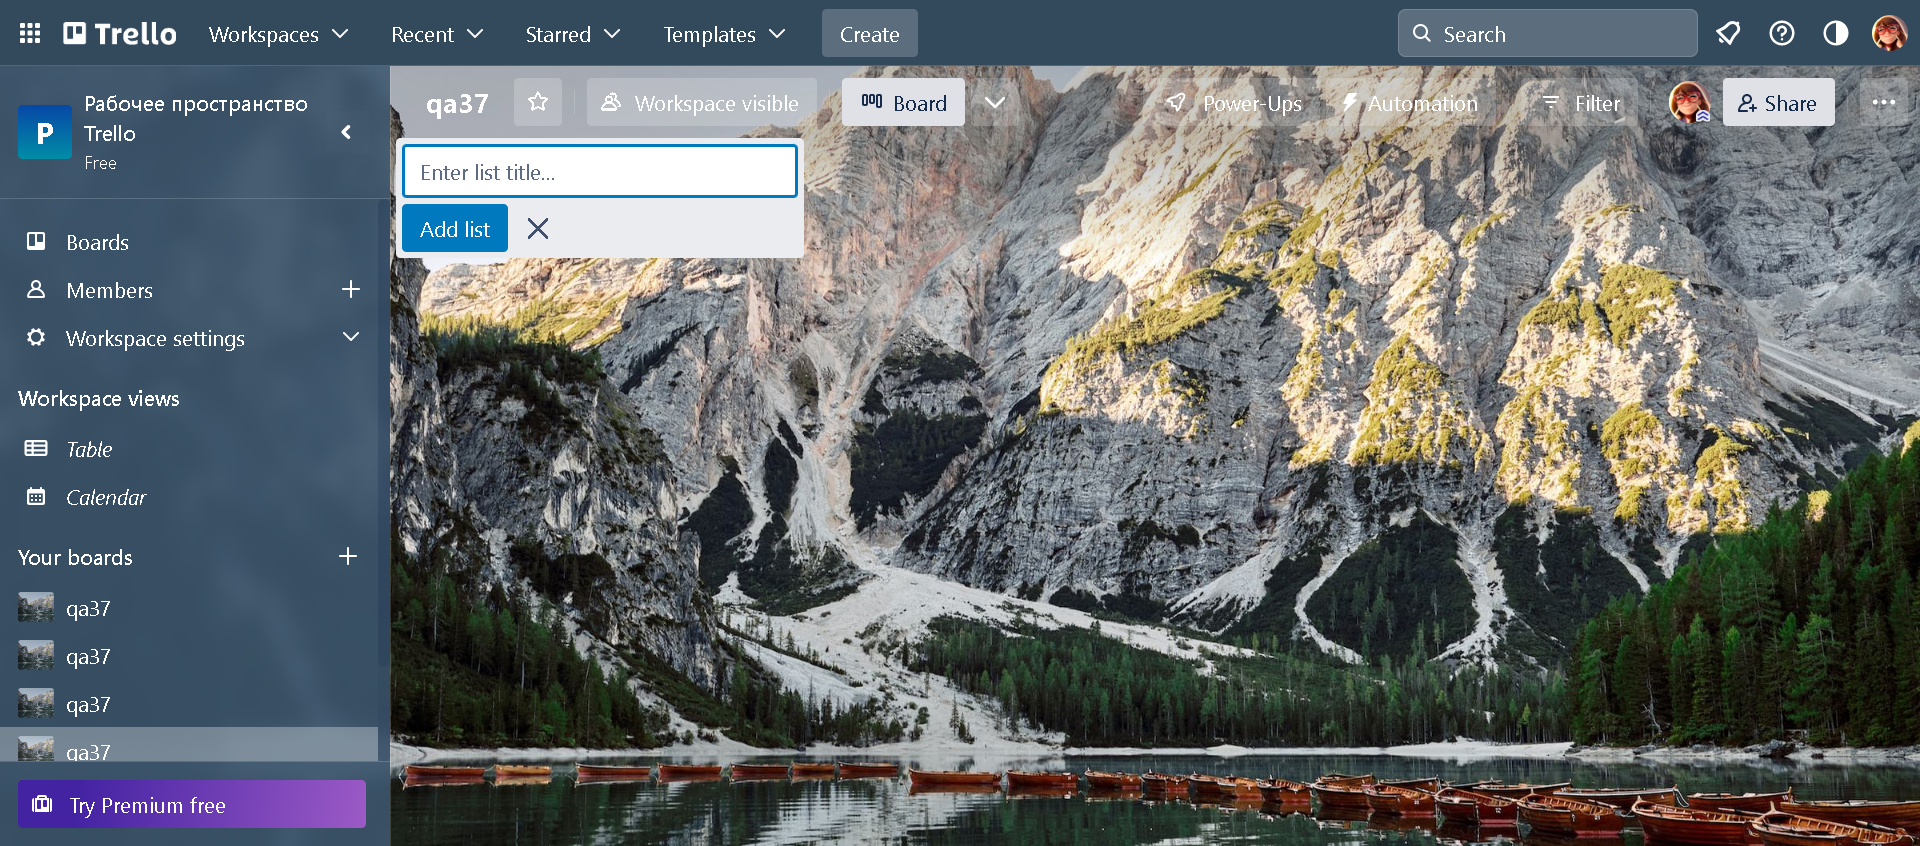 Trello
Workspaces
Recent
Starred
Templates
Create
Search
P
Рабочее пространство
Trello
Free
qa37
Workspace visible
Board
Power-Ups
Automation
Filter
Share
Enter list title...
Add list
Boards
Members
Workspace settings
Workspace views
Table
Calendar
Your boards
qa37
qa37
qa37
qa37
Try Premium free